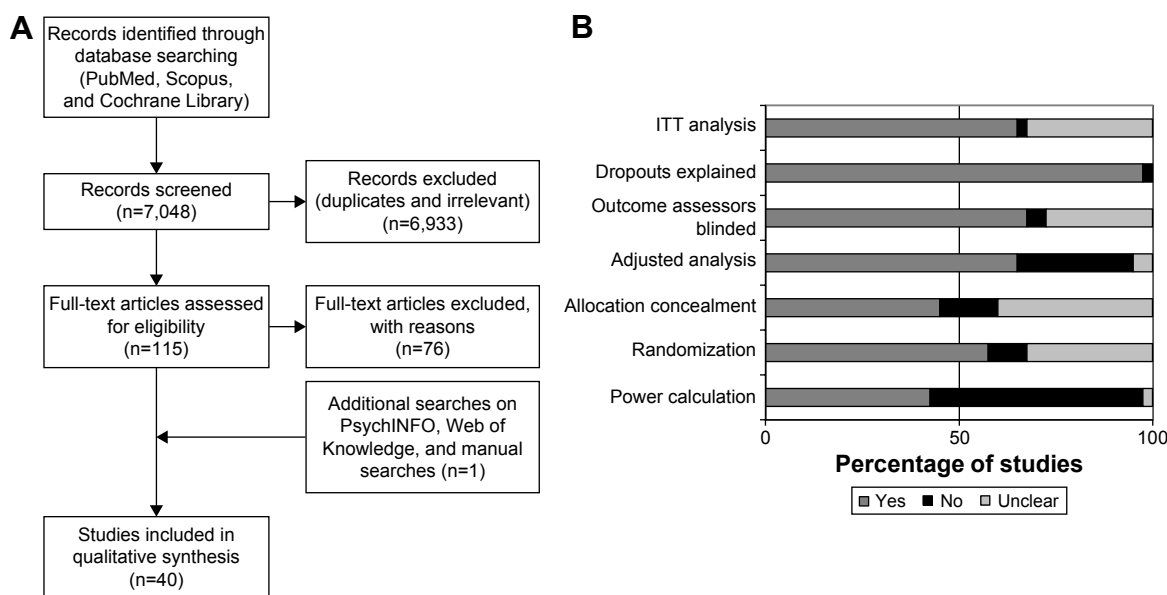 A
Records identified through
database searching
(PubMed, Scopus,
and Cochrane Library)
Records screened
(n=7,048)
Records excluded
(duplicates and irrelevant)
(n=6,933)
Full-text articles assessed
for eligibility
(n=115)
Full-text articles excluded,
with reasons
(n=76)
Additional searches on
PsychINFO, Web of
Knowledge, and manual
searches (n=1)
Studies included in
qualitative synthesis
(n=40)
B
ITT analysis
Dropouts explained
Outcome assessors
blinded
Adjusted analysis
Allocation concealment
Randomization
Power calculation
0
50
100
Percentage of studies
Yes
No
Unclear